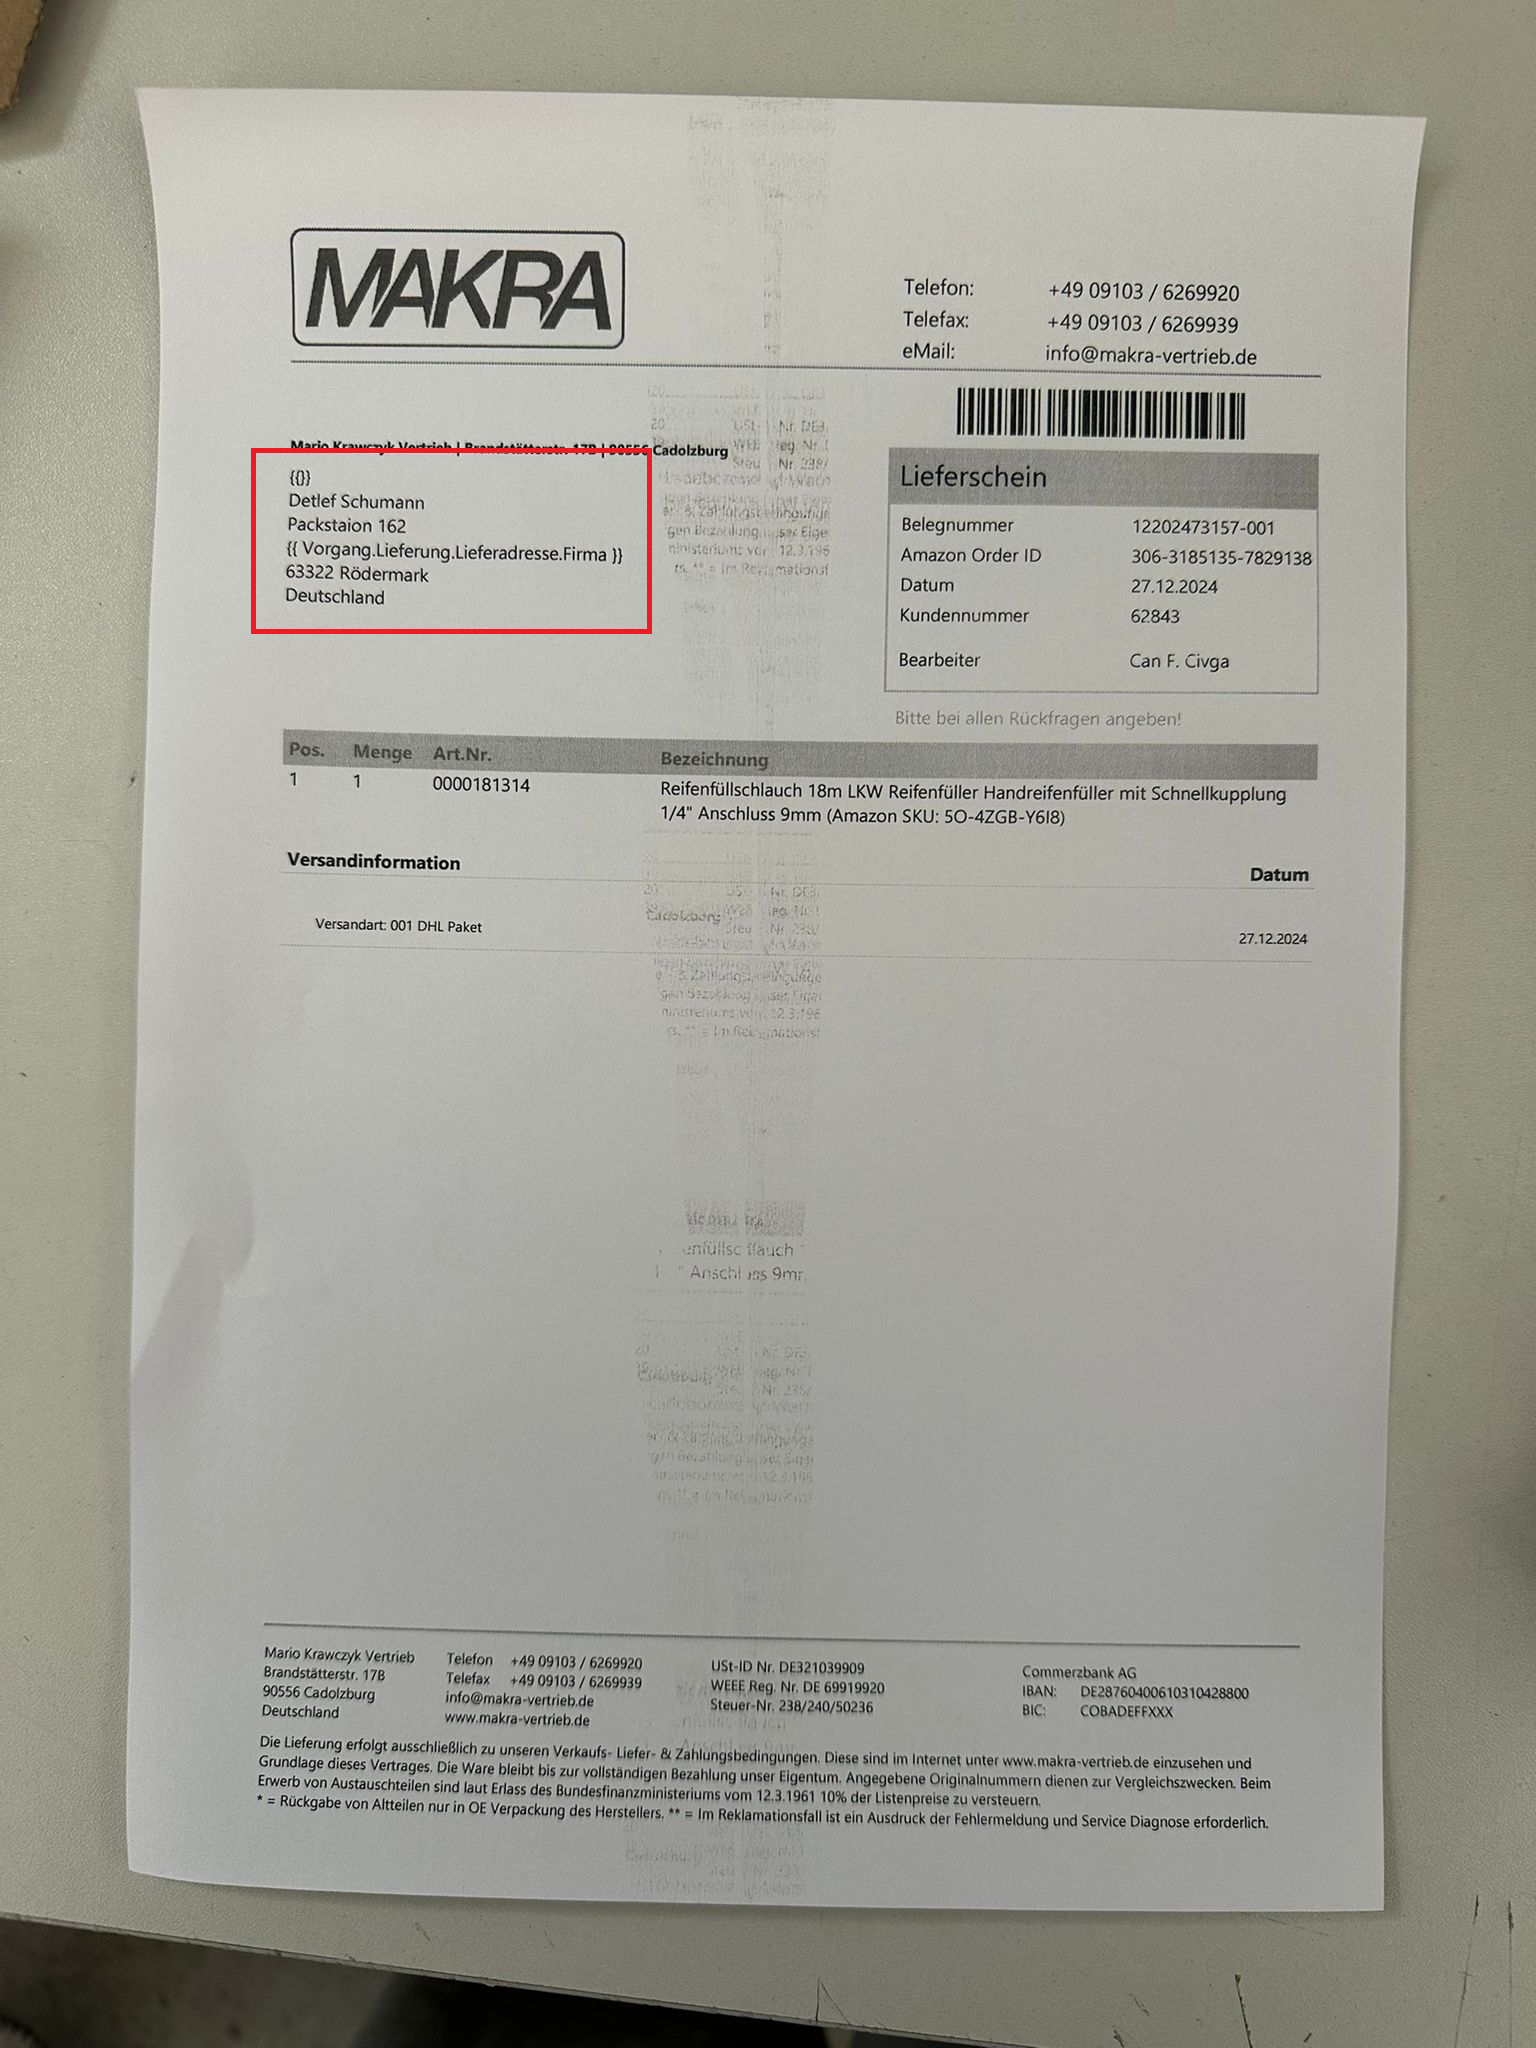 MAKRA
Telefon: +49 09103 / 6269920
Telefax: +49 09103 / 6269939
eMail: info@makra-vertrieb.de
Mario Krawczyk Vertrieb | Brandstätterstr. 17B | 90556 Cadolzburg
{{}}
Detlef Schumann
Packstaion 162
{{ Vorgang.Lieferung.Lieferadresse.Firma }}
63322 Rödermark
Deutschland
Lieferschein
Belegnummer 12202473157-001
Amazon Order ID 306-3185135-7829138
Datum 27.12.2024
Kundennummer 62843
Bearbeiter Can F. Civga
Bitte bei allen Rückfragen angeben!
Pos. Menge Art.Nr. Bezeichnung
1 1 0000181314 Reifenfüllschlauch 18m LKW Reifenfüller Handreifenfüller mit Schnellkupplung
1/4" Anschluss 9mm (Amazon SKU: 5O-4ZGB-Y6I8)
Versandinformation Datum
Versandart: 001 DHL Paket 27.12.2024
Mario Krawczyk Vertrieb
Brandstätterstr. 17B
90556 Cadolzburg
Deutschland
Telefon +49 09103 / 6269920
Telefax +49 09103 / 6269939
info@makra-vertrieb.de
www.makra-vertrieb.de
USt-ID Nr. DE321039909
WEEE Reg. Nr. DE 69919920
Steuer-Nr. 238/240/50236
Commerzbank AG
IBAN: DE28760400610310428800
BIC: COBADEFFXXX
Die Lieferung erfolgt ausschließlich zu unseren Verkaufs- Liefer- & Zahlungsbedingungen. Diese sind im Internet unter www.makra-vertrieb.de einzusehen und
Grundlage dieses Vertrages. Die Ware bleibt bis zur vollständigen Bezahlung unser Eigentum. Angegebene Originalnummern dienen zur Vergleichszwecken. Beim
Erwerb von Austauschteilen sind laut Erlass des Bundesfinanzministeriums vom 12.3.1961 10% der Listenpreise zu versteuern.
* = Rückgabe von Altteilen nur in OE Verpackung des Herstellers. ** = Im Reklamationsfall ist ein Ausdruck der Fehlermeldung und Service Diagnose erforderlich.